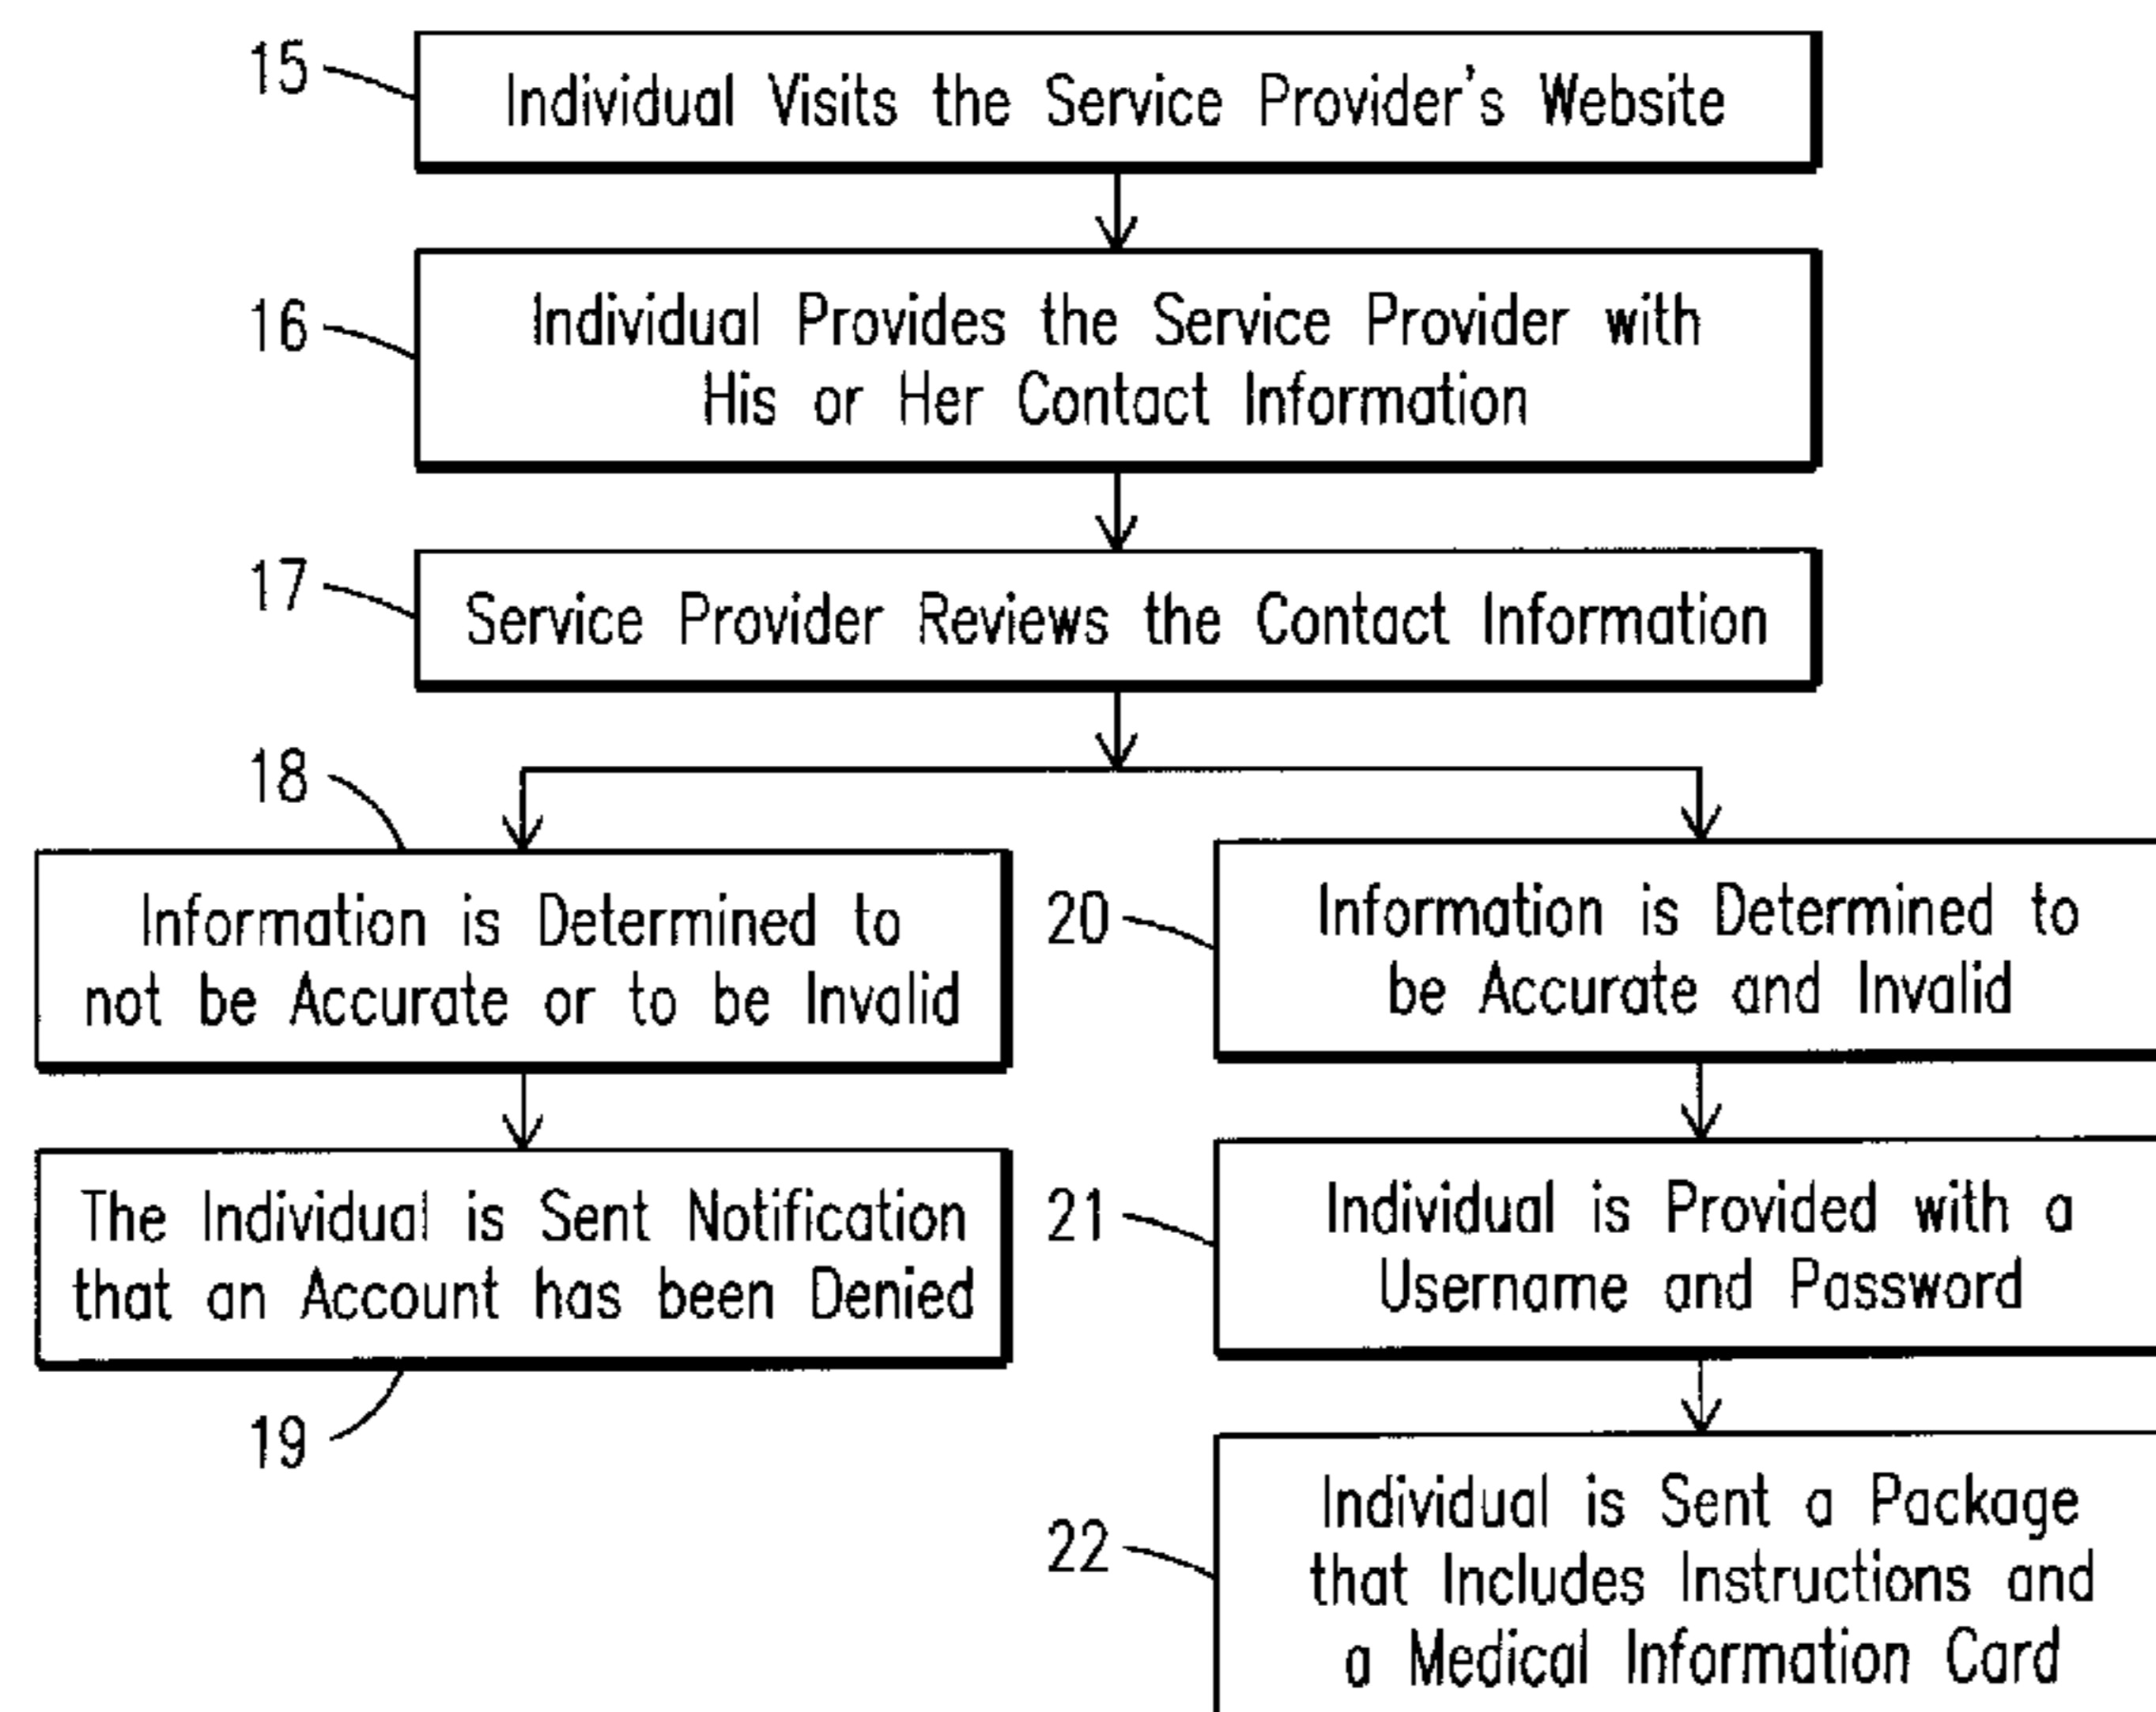 15
Individual Visits the Service Provider's Website
16
Individual Provides the Service Provider with
His or Her Contact Information
17
Service Provider Reviews the Contact Information
18
Information is Determined to
not be Accurate or to be Invalid
The Individual is Sent Notification
that an Account has been Denied
19
20
Information is Determined to
be Accurate and Invalid
21
Individual is Provided with a
Username and Password
22
Individual is Sent a Package
that Includes Instructions and
a Medical Information Card